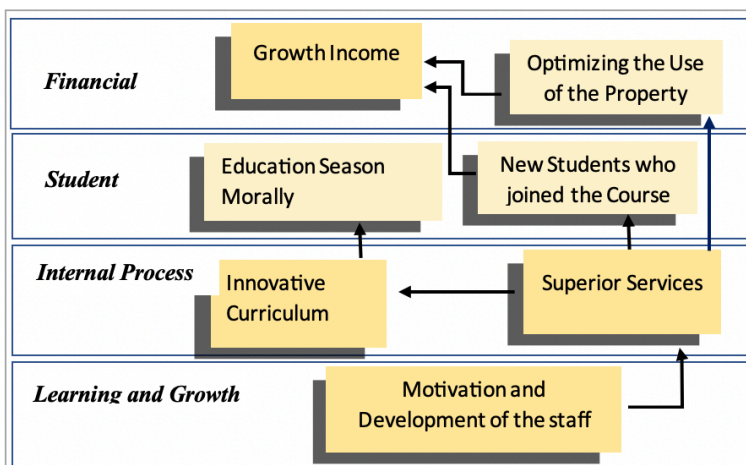 Financial
Growth Income
Optimizing the Use
of the Property
Student
Education Season
Morally
New Students who
joined the Course
Internal Process
Innovative
Curriculum
Superior Services
Learning and Growth
Motivation and
Development of the staff